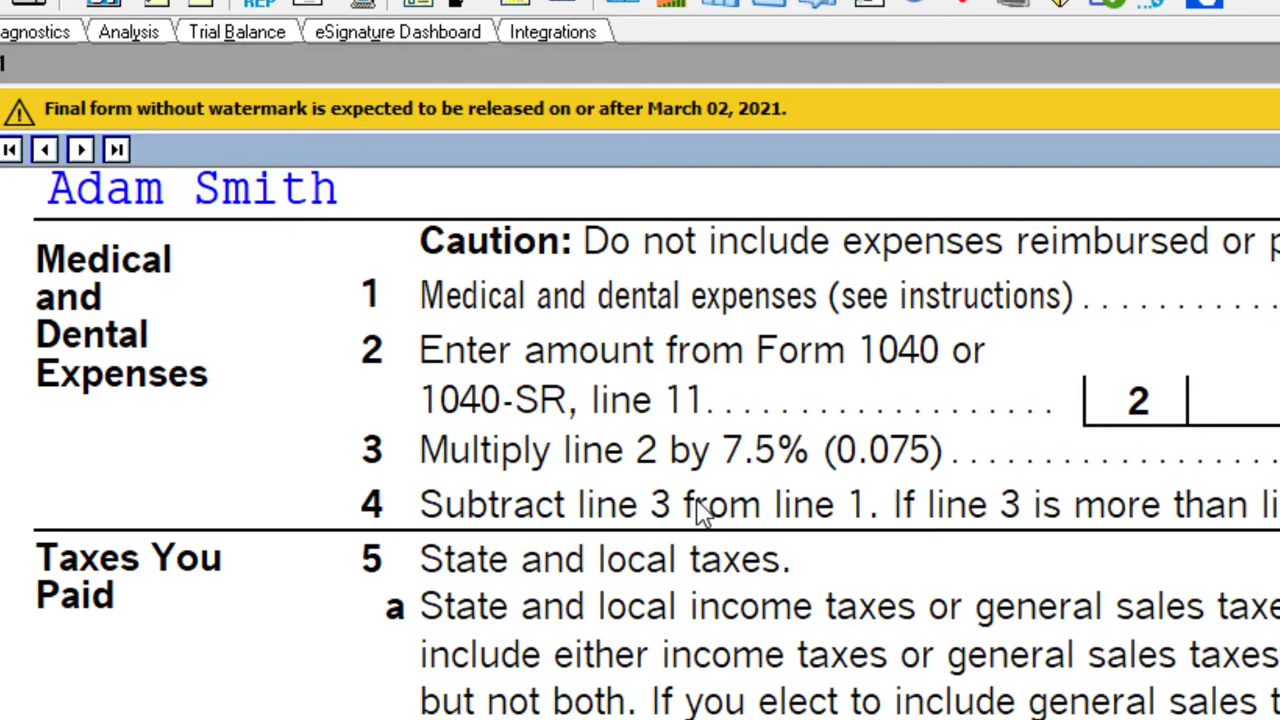 REP
agnostics Analysis Trial Balance eSignature Dashboard Integrations
1
Final form without watermark is expected to be released on or after March 02, 2021.
Adam Smith
Medical and Dental Expenses
Caution: Do not include expenses reimbursed or p
1 Medical and dental expenses (see instructions)..........
2 Enter amount from Form 1040 or
1040-SR, line 11................... 2
3 Multiply line 2 by 7.5% (0.075)................
4 Subtract line 3 from line 1. If line 3 is more than li
Taxes You Paid
5 State and local taxes.
a State and local income taxes or general sales taxe
include either income taxes or general sales taxes
but not both. If you elect to include general sales t